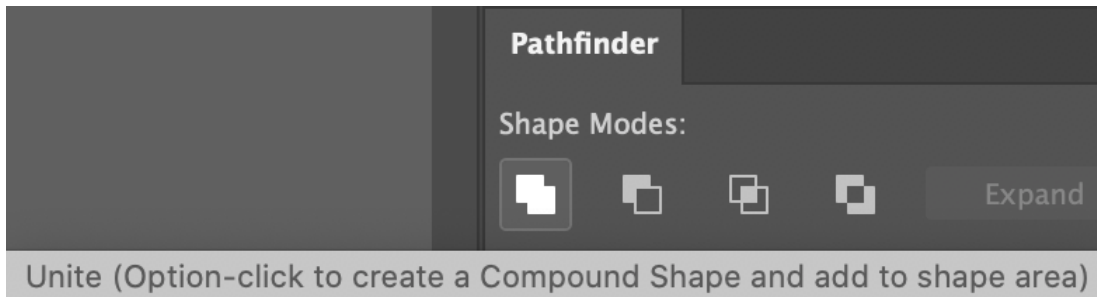 Pathfinder
Shape Modes:
Expand
Unite (Option-click to create a Compound Shape and add to shape area)